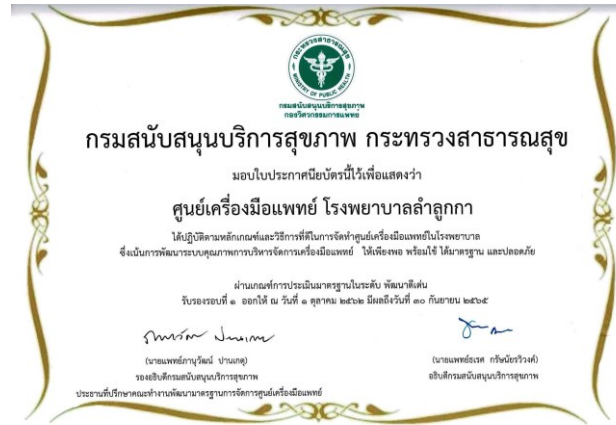 กระทรวงสาธารณสุข
MINISTRY OF PUBLIC HEALTH
กรมสนับสนุนบริการสุขภาพ
กองวิศวกรรมการแพทย์
กรมสนับสนุนบริการสุขภาพ กระทรวงสาธารณสุข
มอบใบประกาศนียบัตรนี้ไว้เพื่อแสดงว่า
ศูนย์เครื่องมือแพทย์ โรงพยาบาลลำลูกกา
ได้ปฏิบัติตามหลักเกณฑ์และวิธีการที่ดีในการจัดทำศูนย์เครื่องมือแพทย์ในโรงพยาบาล
ซึ่งเน้นการพัฒนาระบบคุณภาพการบริหารจัดการเครื่องมือแพทย์ ให้เพียงพอ พร้อมใช้ ได้มาตรฐาน และปลอดภัย
ผ่านเกณฑ์การประเมินมาตรฐานในระดับ พัฒนาดีเด่น
รับรองรอบที่ ๑ ออกให้ ณ วันที่ ๑ ตุลาคม ๒๕๖๒ มีผลถึงวันที่ ๓๐ กันยายน ๒๕๖๕
(นายแพทย์ภานุวัฒน์ ปานเกตุ)
(นายแพทย์ธเรศ กรัษนัยรวิวงค์)
รองอธิบดีกรมสนับสนุนบริการสุขภาพ
อธิบดีกรมสนับสนุนบริการสุขภาพ
ประธานที่ปรึกษาคณะทำงานพัฒนามาตรฐานการจัดการศูนย์เครื่องมือแพทย์